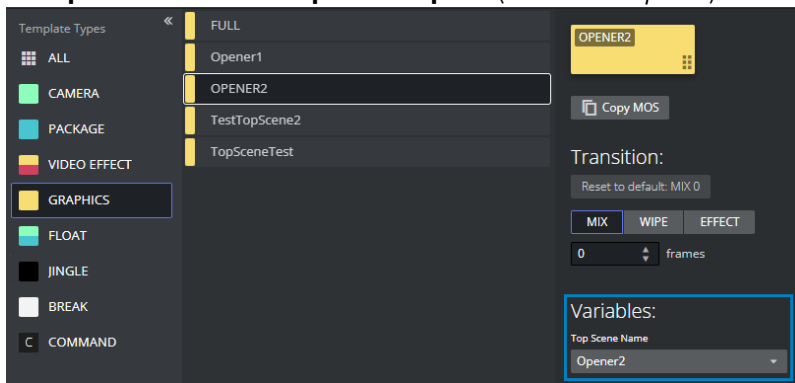 Template Types
«
ALL
CAMERA
PACKAGE
VIDEO EFFECT
GRAPHICS
FLOAT
JINGLE
BREAK
C COMMAND
FULL
Opener1
OPENER2
TestTopScene2
TopSceneTest
OPENER2
Copy MOS
Transition:
Reset to default: MIX 0
MIX WIPE EFFECT
0 frames
Variables:
Top Scene Name
Opener2